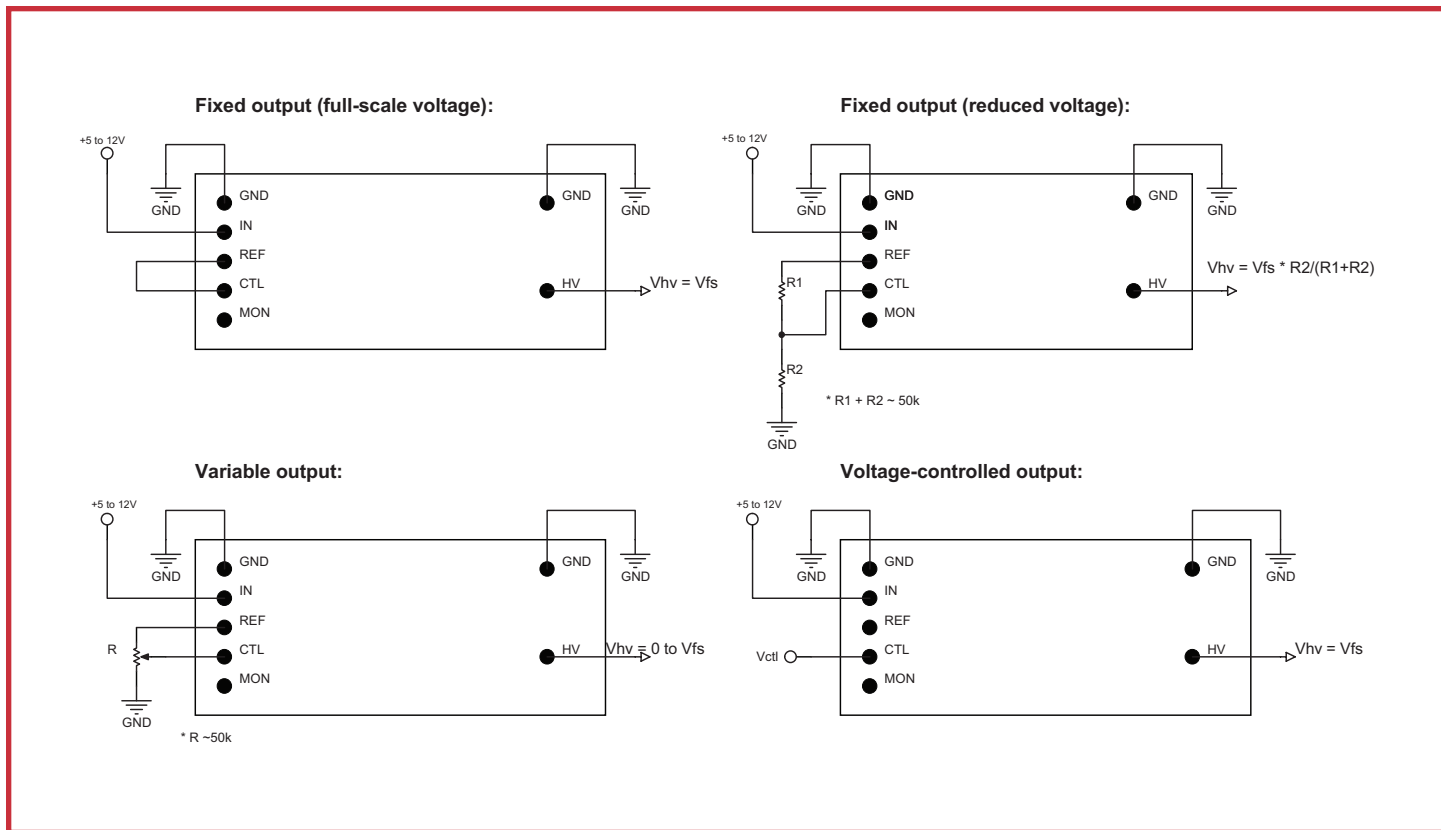 Fixed output (full-scale voltage):
+5 to 12V
GND
GND
IN
REF
CTL
MON
GND
GND
HV
Vhv = Vfs
Fixed output (reduced voltage):
+5 to 12V
GND
GND
IN
REF
CTL
MON
R1
R2
GND
* R1 + R2 ~ 50k
GND
GND
HV
Vhv = Vfs * R2/(R1+R2)
Variable output:
+5 to 12V
GND
GND
IN
REF
CTL
MON
R
GND
* R ~50k
GND
GND
HV
Vhv = 0 to Vfs
Voltage-controlled output:
+5 to 12V
GND
GND
IN
REF
CTL
MON
Vctl
GND
GND
HV
Vhv = Vfs